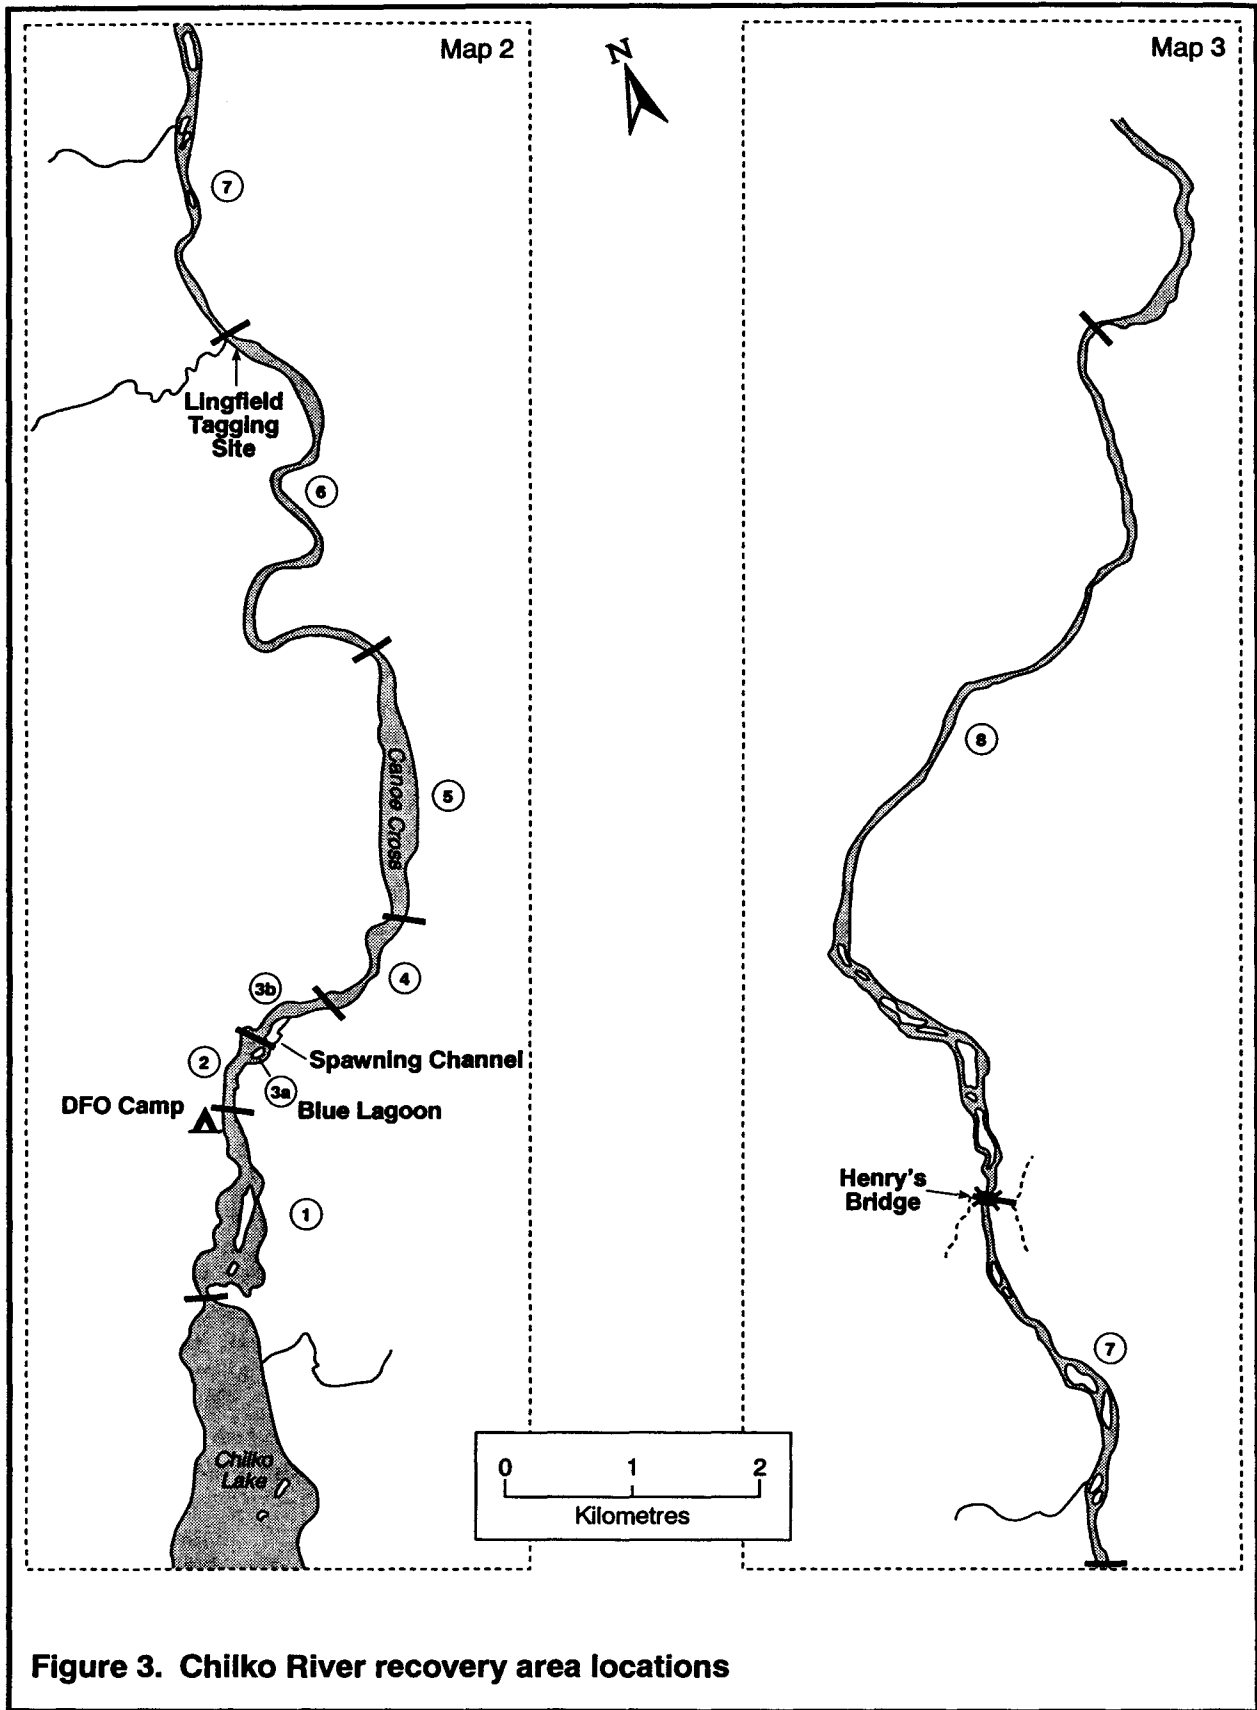 Map 2
N
Map 3
7
Lingfield
Tagging
Site
6
Canoe Cross
5
8
4
3b
2
Spawning Channel
3a
DFO Camp
Blue Lagoon
1
Henry's
Bridge
7
Chilko
Lake
0 1 2
Kilometres
Figure 3. Chilko River recovery area locations